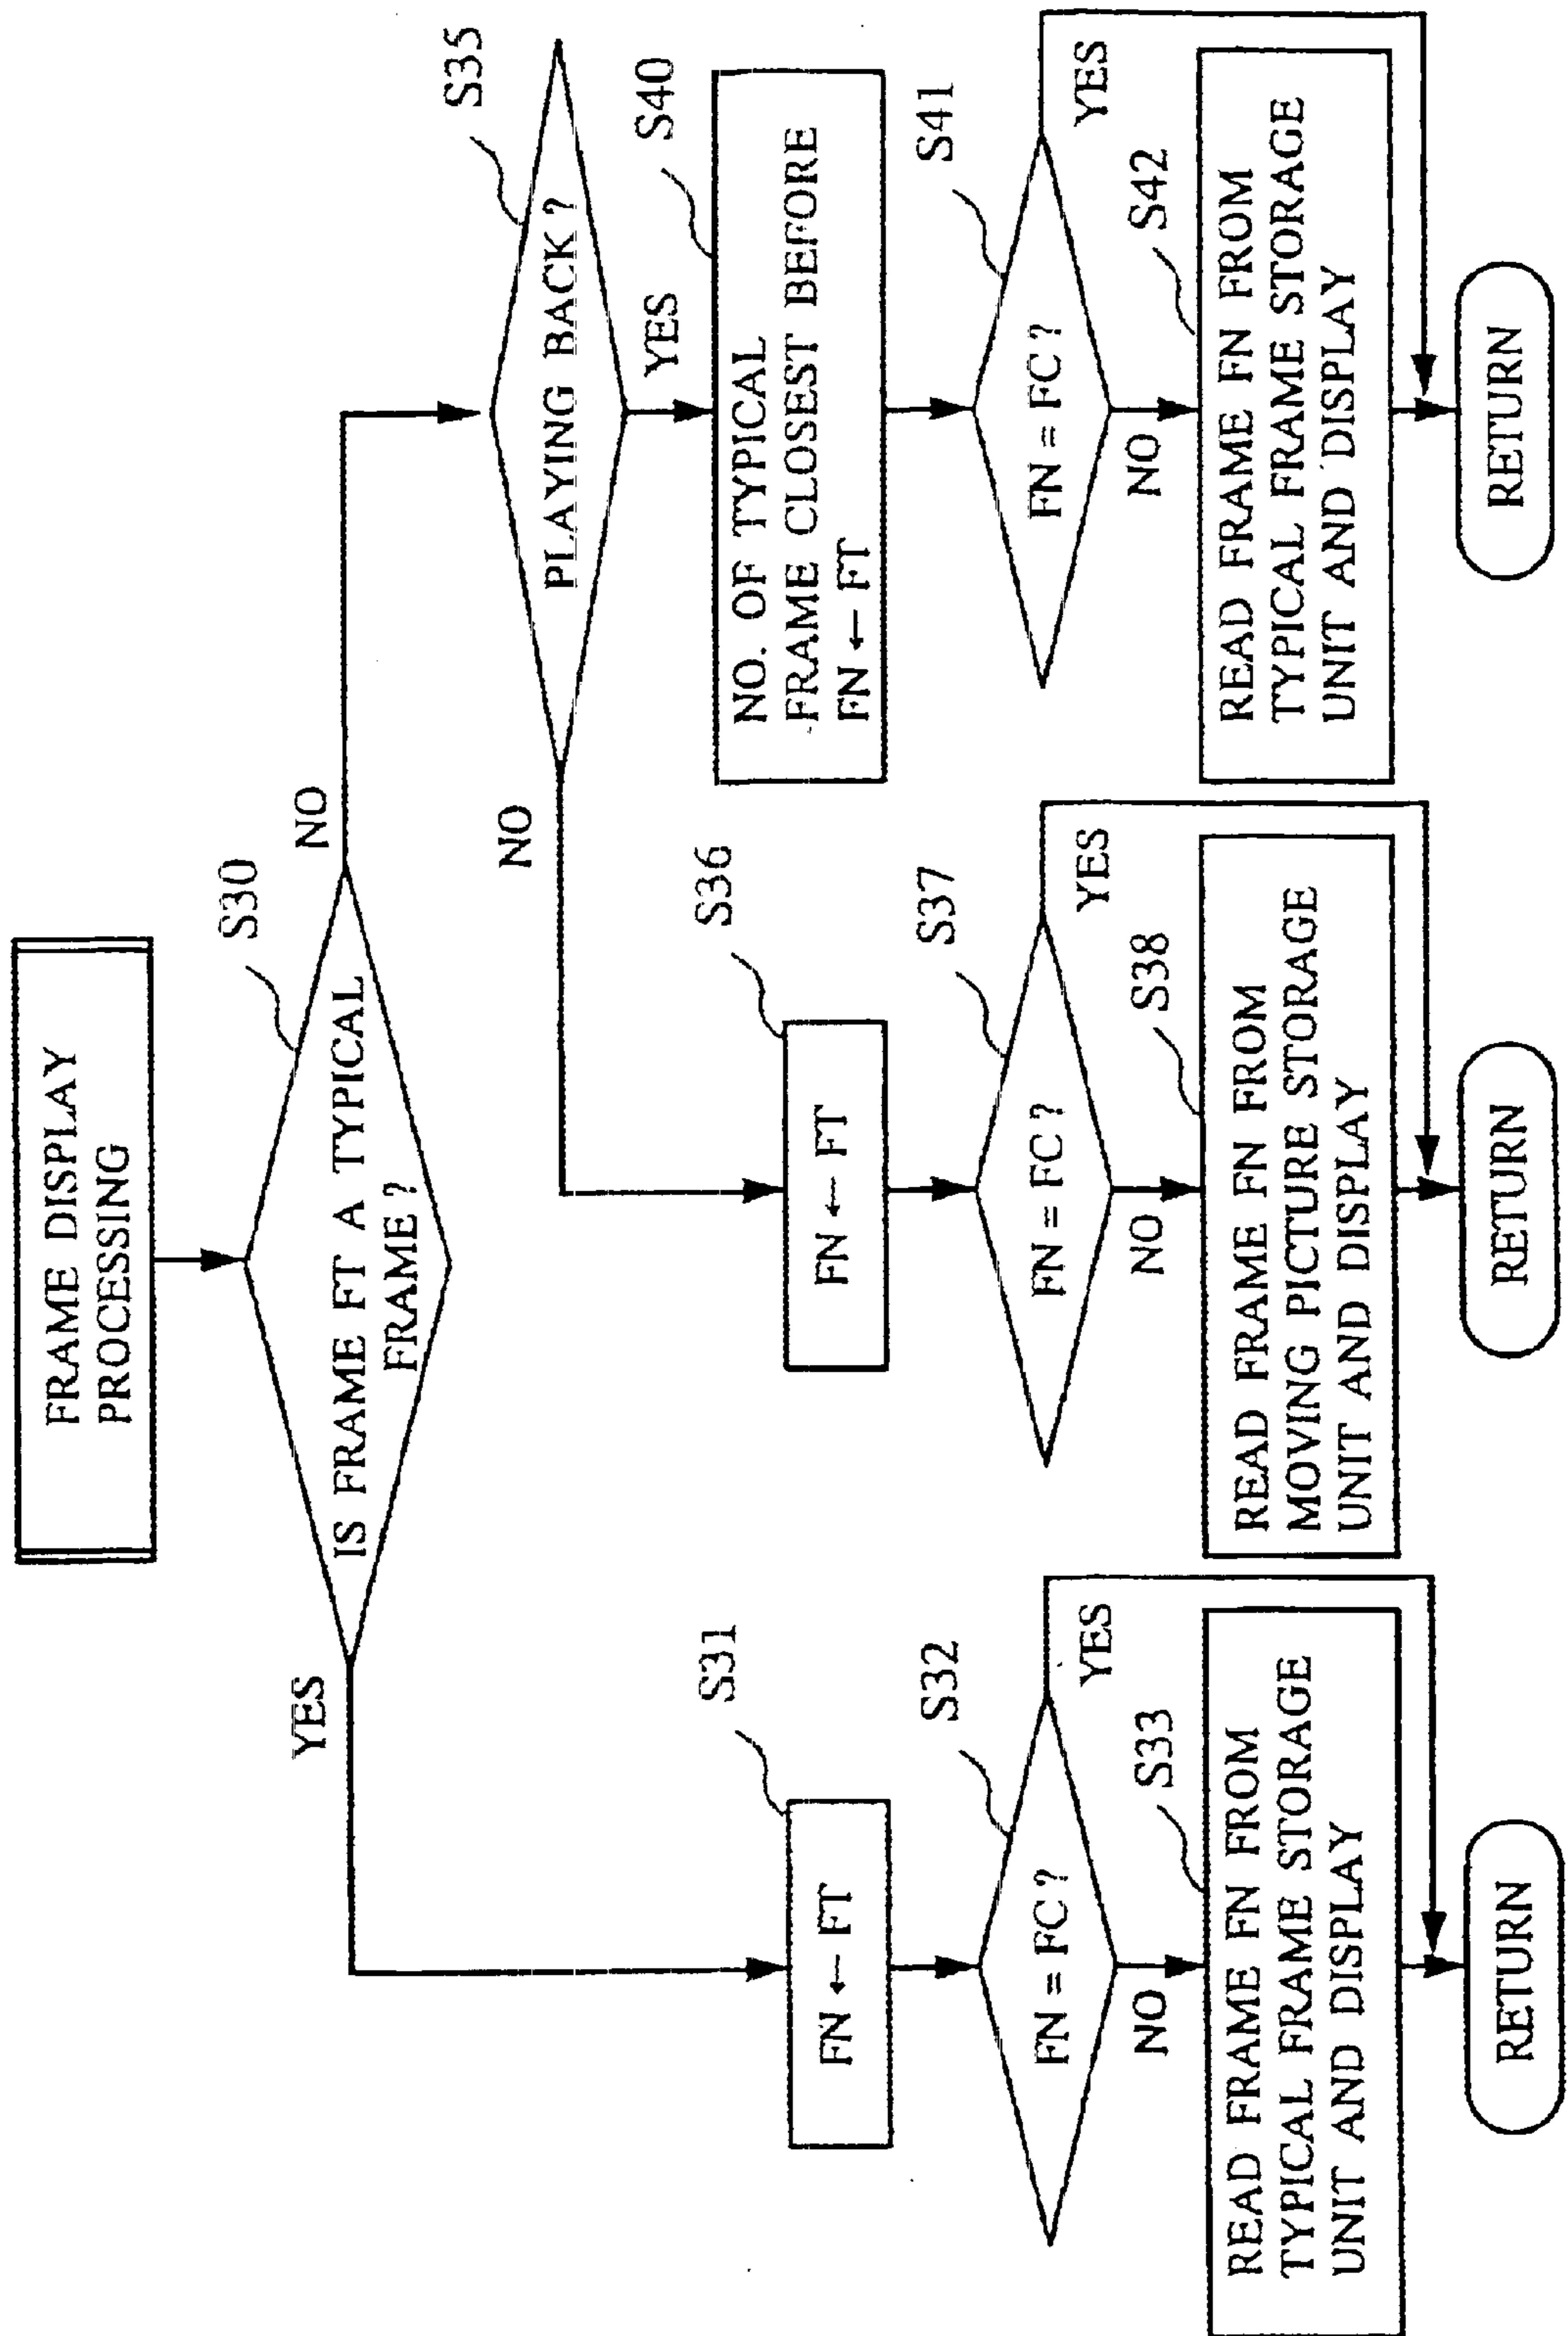 FRAME DISPLAY
PROCESSING
S30
IS FRAME FT A TYPICAL
FRAME ?
YES
NO
S35
PLAYING BACK ?
NO
YES
S31
FN ← FT
S36
FN ← FT
S40
NO. OF TYPICAL
FRAME CLOSEST BEFORE
FN ← FT
S32
FN = FC ?
YES
NO
S37
FN = FC ?
YES
NO
S41
FN = FC ?
YES
NO
S33
READ FRAME FN FROM
TYPICAL FRAME STORAGE
UNIT AND DISPLAY
S38
READ FRAME FN FROM
MOVING PICTURE STORAGE
UNIT AND DISPLAY
S42
READ FRAME FN FROM
TYPICAL FRAME STORAGE
UNIT AND DISPLAY
RETURN
RETURN
RETURN